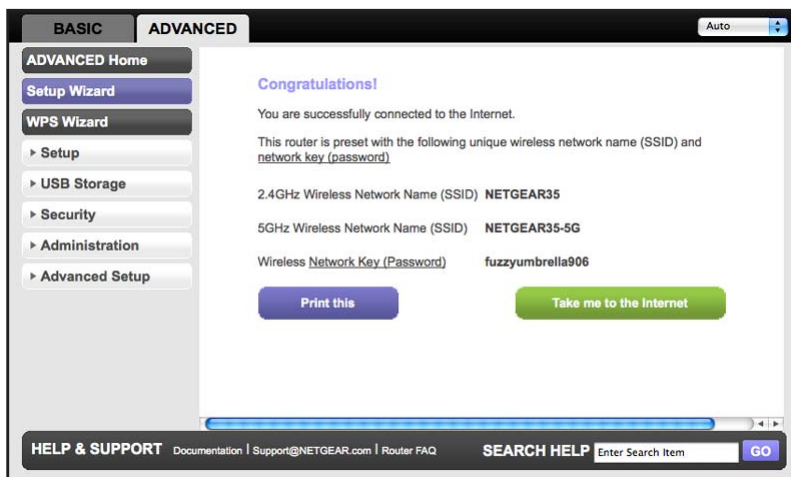 BASIC ADVANCED Auto
ADVANCED Home
Setup Wizard
WPS Wizard
Setup
USB Storage
Security
Administration
Advanced Setup
Congratulations!
You are successfully connected to the Internet.
This router is preset with the following unique wireless network name (SSID) and
network key (password)
2.4GHz Wireless Network Name (SSID) NETGEAR35
5GHz Wireless Network Name (SSID) NETGEAR35-5G
Wireless Network Key (Password) fuzzyumbrella906
Print this Take me to the Internet
HELP & SUPPORT Documentation | Support@NETGEAR.com | Router FAQ SEARCH HELP Enter Search Item GO